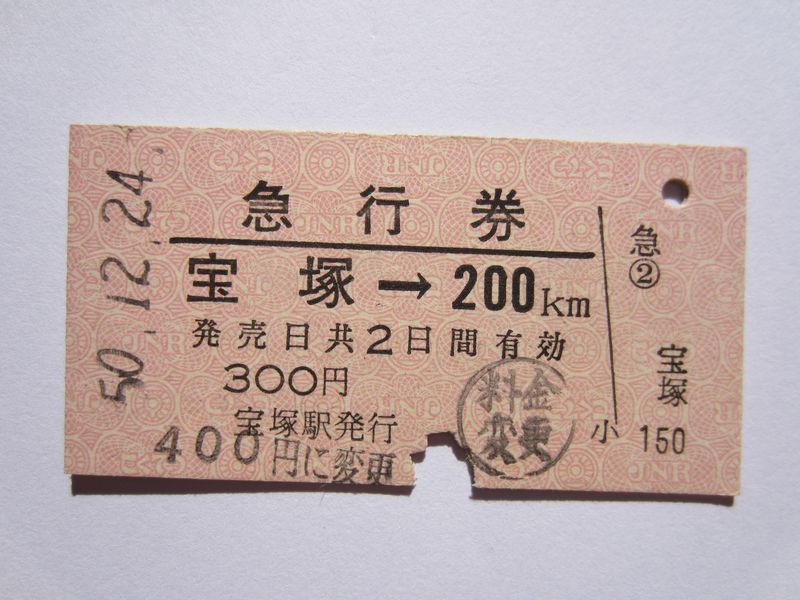 50.12.24
急行券
宝塚→200km
発売日共2日間有効
300円
宝塚駅発行
400円に変更
料金
変更
急
②
宝塚
小 150